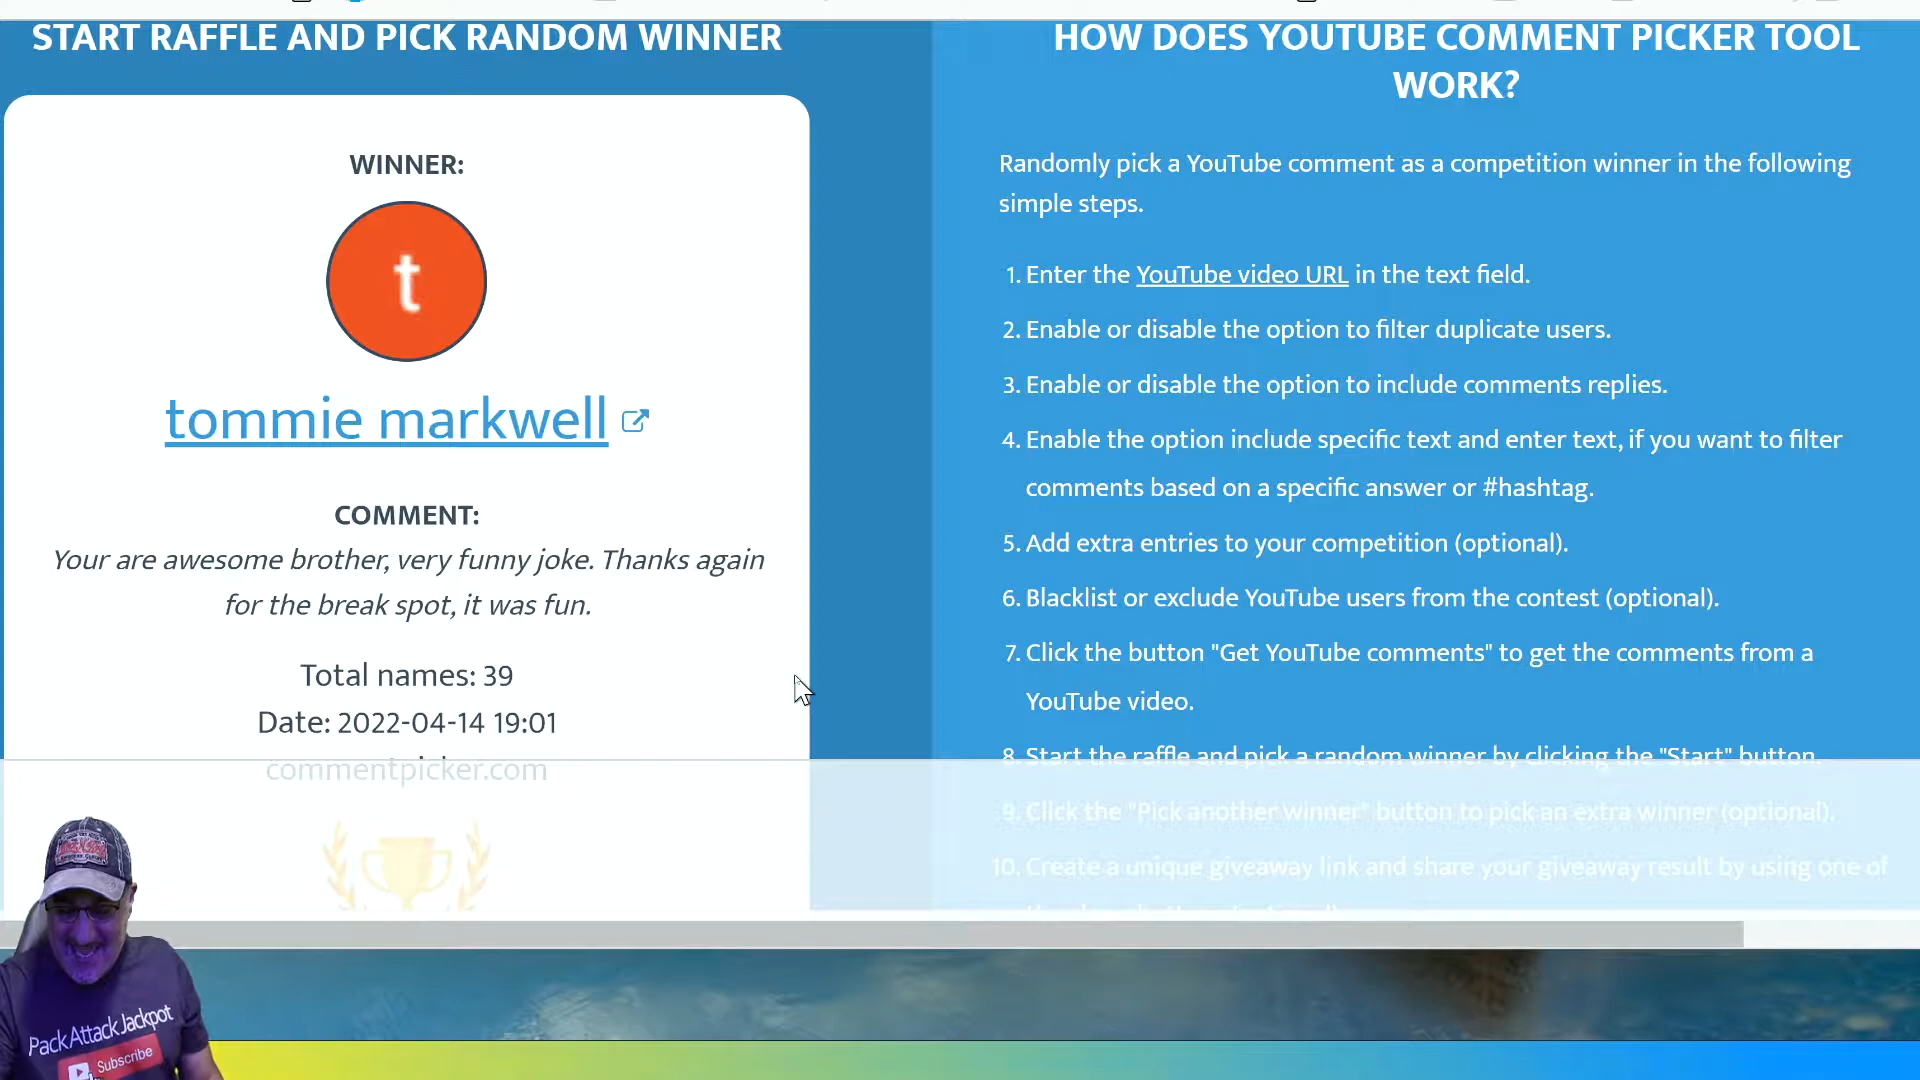 START RAFFLE AND PICK RANDOM WINNER
WINNER:
t
tommie markwell
COMMENT:
Your are awesome brother, very funny joke. Thanks again
for the break spot, it was fun.
Total names: 39
Date: 2022-04-14 19:01
commentpicker.com
HOW DOES YOUTUBE COMMENT PICKER TOOL
WORK?
Randomly pick a YouTube comment as a competition winner in the following
simple steps.
1. Enter the YouTube video URL in the text field.
2. Enable or disable the option to filter duplicate users.
3. Enable or disable the option to include comments replies.
4. Enable the option include specific text and enter text, if you want to filter
comments based on a specific answer or #hashtag.
5. Add extra entries to your competition (optional).
6. Blacklist or exclude YouTube users from the contest (optional).
7. Click the button "Get YouTube comments" to get the comments from a
YouTube video.
8. Start the raffle and pick a random winner by clicking the "Start" button.
9. Click the "Pick another winner" button to pick an extra winner (optional).
10. Create a unique giveaway link and share your giveaway result by using one of
Pack Attack Jackpot
Subscribe